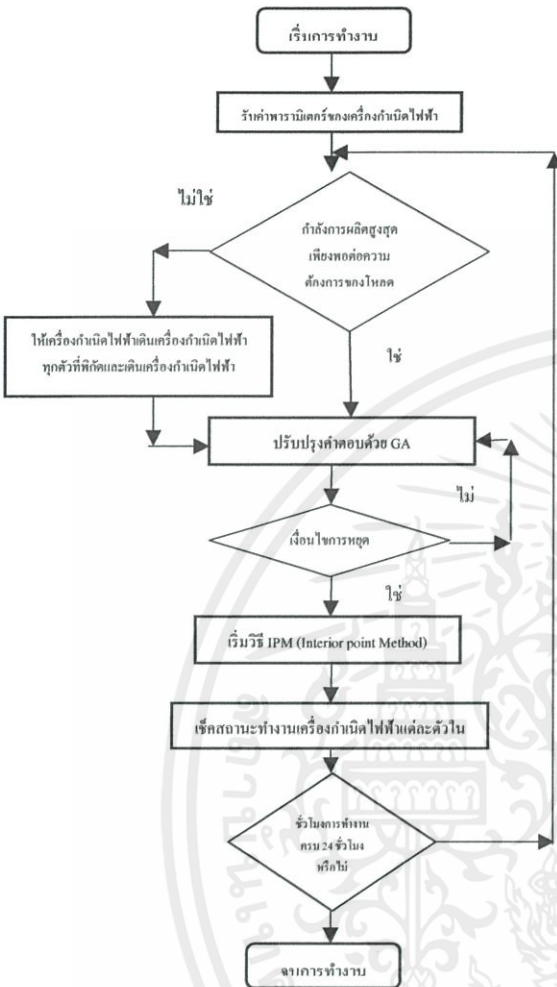 เริ่มการทำงาน
รับค่าพารามิเตอร์ของเครื่องกำเนิดไฟฟ้า
ไม่ใช่
กำลังการผลิตสูงสุด
เพียงพอต่อความ
ต้องการของโหลด
ให้เครื่องกำเนิดไฟฟ้าเดินเครื่องกำเนิดไฟฟ้า
ทุกตัวที่พิกัดและเดินเครื่องกำเนิดไฟฟ้า
ใช่
ปรับปรุงคำตอบด้วย GA
ไม่
เงื่อนไขการหยุด
ใช่
เริ่มวิธี IPM (Interior point Method)
เช็คสถานะทำงานเครื่องกำเนิดไฟฟ้าแต่ละตัวใน
ชั่วโมงการทำงาน
ครบ 24 ชั่วโมง
หรือไม่
จบการทำงาน